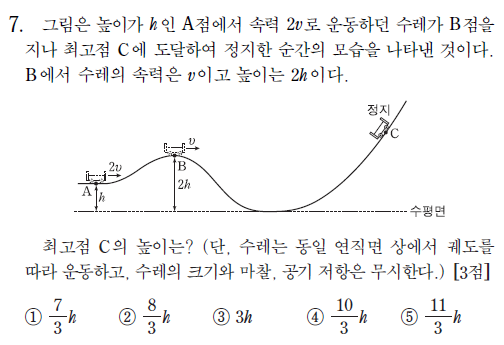 7. 그림은 높이가 h인 A점에서 속력 2v로 운동하던 수레가 B점을
지나 최고점 C에 도달하여 정지한 순간의 모습을 나타낸 것이다.
B에서 수레의 속력은 v이고 높이는 2h이다.
정지
C
v
B
2h
2v
A
h
수평면
최고점 C의 높이는? (단, 수레는 동일 연직면 상에서 궤도를
따라 운동하고, 수레의 크기와 마찰, 공기 저항은 무시한다.) [3점]
① 7/3 h ② 8/3 h ③ 3h ④ 10/3 h ⑤ 11/3 h